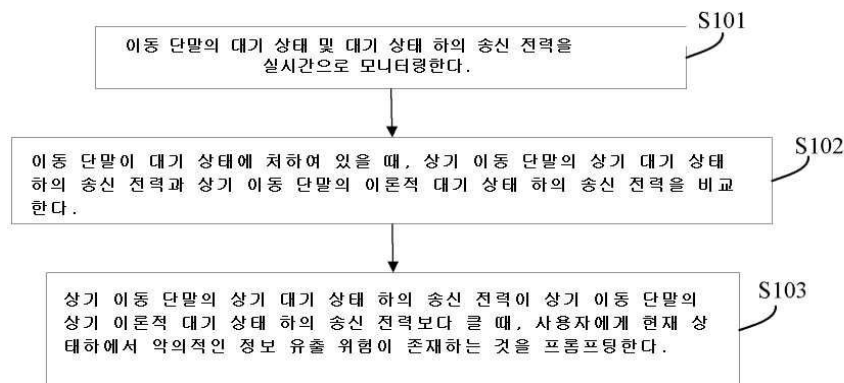 S101
이동 단말의 대기 상태 및 대기 상태 하의 송신 전력을
실시간으로 모니터링한다.
S102
이동 단말이 대기 상태에 처하여 있을 때, 상기 이동 단말의 상기 대기 상태
하의 송신 전력과 상기 이동 단말의 이론적 대기 상태 하의 송신 전력을 비교
한다.
S103
상기 이동 단말의 상기 대기 상태 하의 송신 전력이 상기 이동 단말의
상기 이론적 대기 상태 하의 송신 전력보다 클 때, 사용자에게 현재 상
태하에서 악의적인 정보 유출 위험이 존재하는 것을 프롬프팅한다.